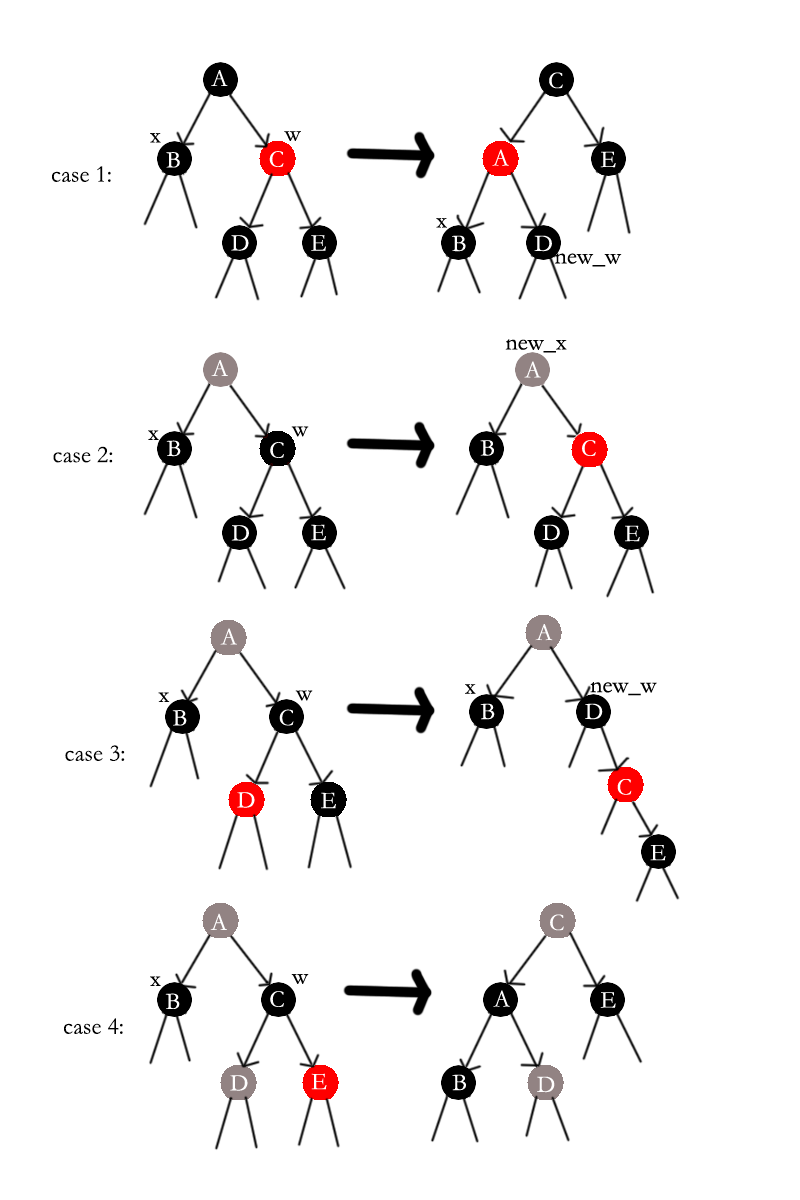 A C
x w
B C A E
case 1:
x
D E B D
new_w
new_x
A A
x w
B C B C
case 2:
D E D E
A A
x w x new_w
B C B D
case 3:
D E C
E
A C
x w
B C A E
case 4:
D E B D